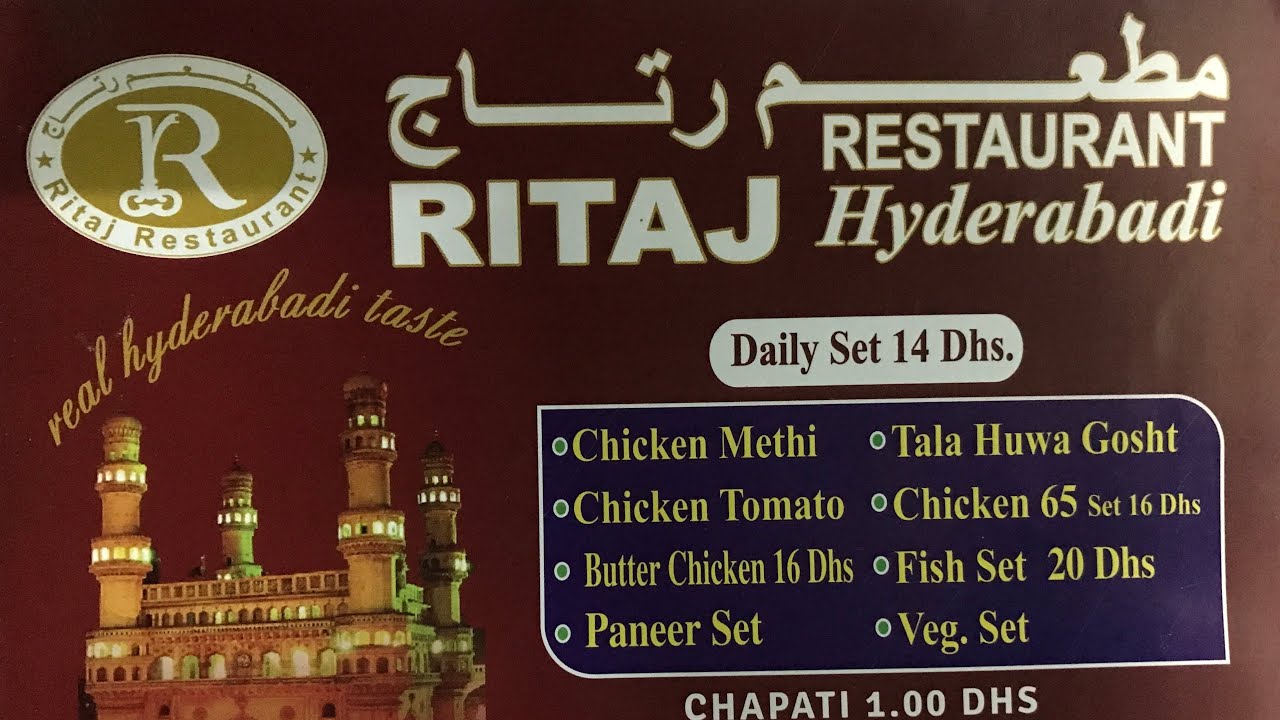 مطعم رتاج
Ritaj Restaurant
R
مطعم رتاج
RITAJ RESTAURANT
Hyderabadi
real hyderabadi taste
Daily Set 14 Dhs.
• Chicken Methi
• Tala Huwa Gosht
• Chicken Tomato
• Chicken 65 Set 16 Dhs
• Butter Chicken 16 Dhs
• Fish Set 20 Dhs
• Paneer Set
• Veg. Set
CHAPATI 1.00 DHS